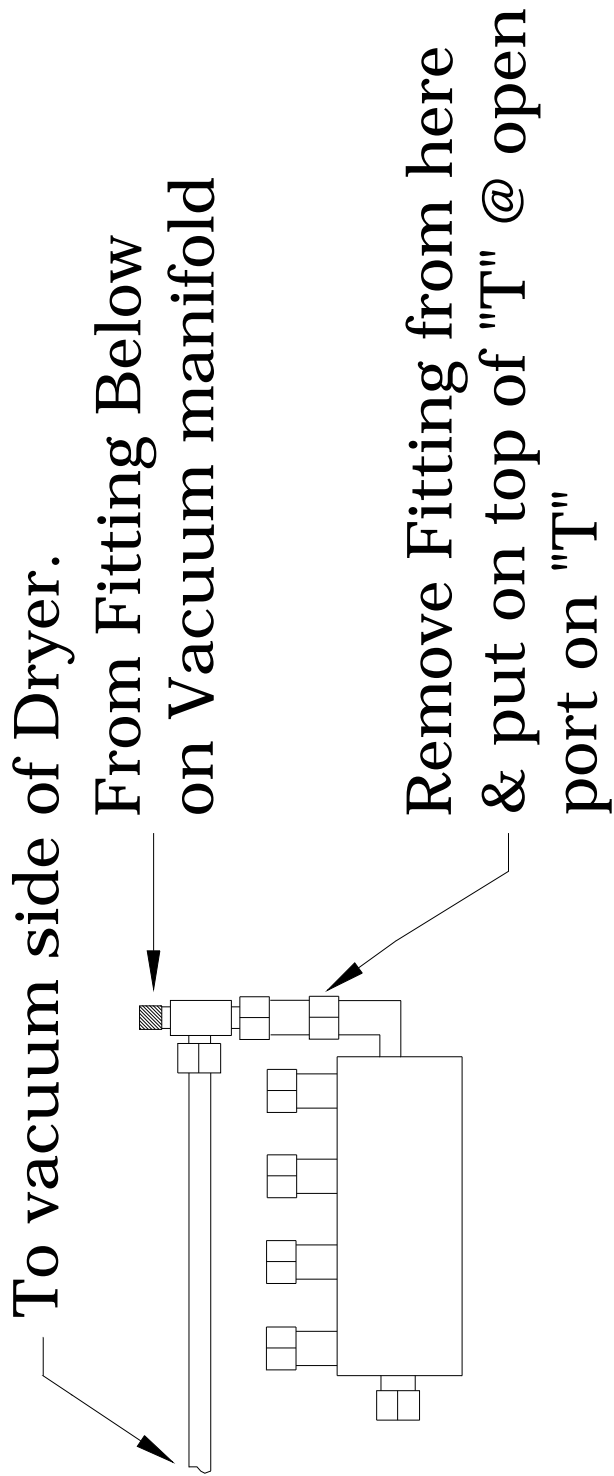 To vacuum side of Dryer.
From Fitting Below
on Vacuum manifold
Remove Fitting from here
& put on top of "T" @ open
port on "T"